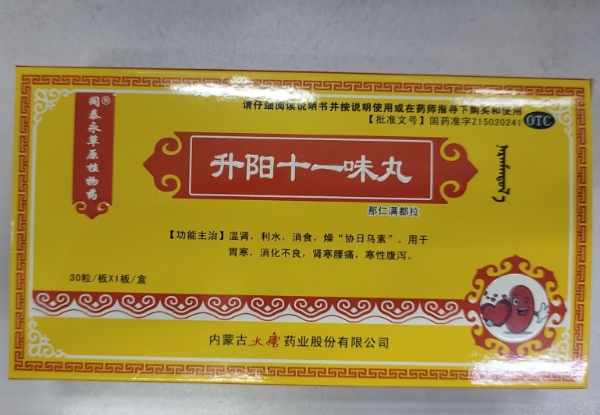 请仔细阅读说明书并按说明使用或在药师指导下购买和使用
【批准文号】国药准字Z15020241
OTC
同泰永草原植物药®
升阳十一味丸
那仁满都拉
【功能主治】温肾，利水，消食，燥“协日乌素”。用于
胃寒，消化不良，肾寒腰痛，寒性腹泻。
30粒/板X1板/盒
内蒙古大唐药业股份有限公司